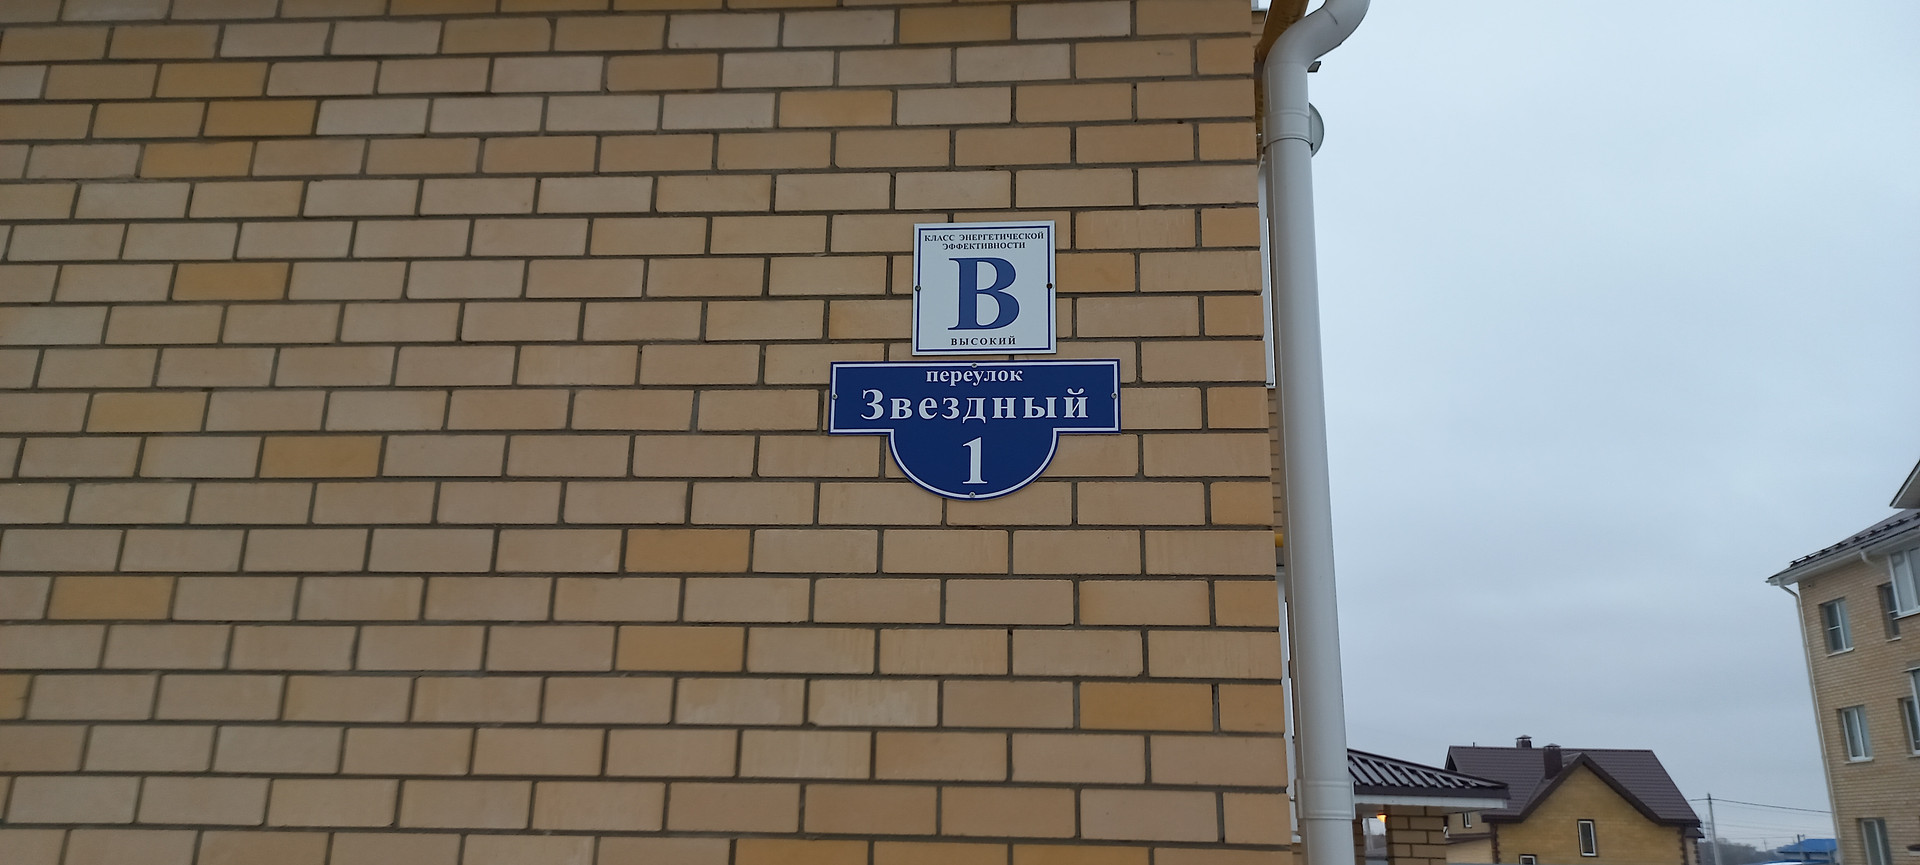 КЛАСС ЭНЕРГЕТИЧЕСКОЙ
ЭФФЕКТИВНОСТИ
В
ВЫСОКИЙ
переулок
Звездный
1